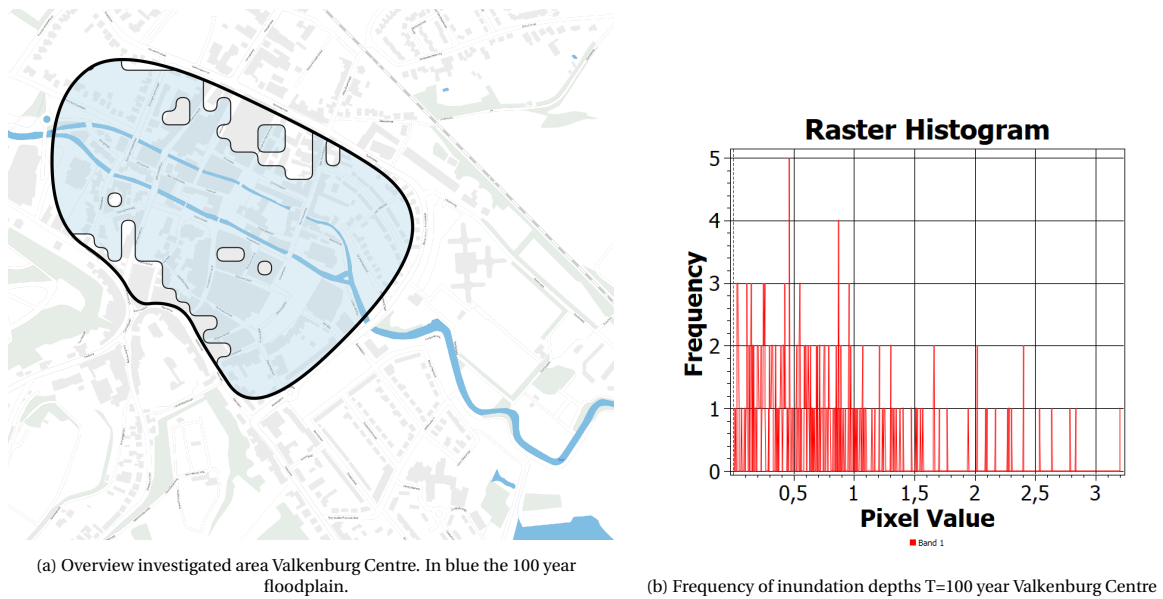 Raster Histogram
5
4
3
2
1
0
Frequency
0,5
1
1,5
2
2,5
3
Pixel Value
Band 1
(a) Overview investigated area Valkenburg Centre. In blue the 100 year
floodplain.
(b) Frequency of inundation depths T=100 year Valkenburg Centre